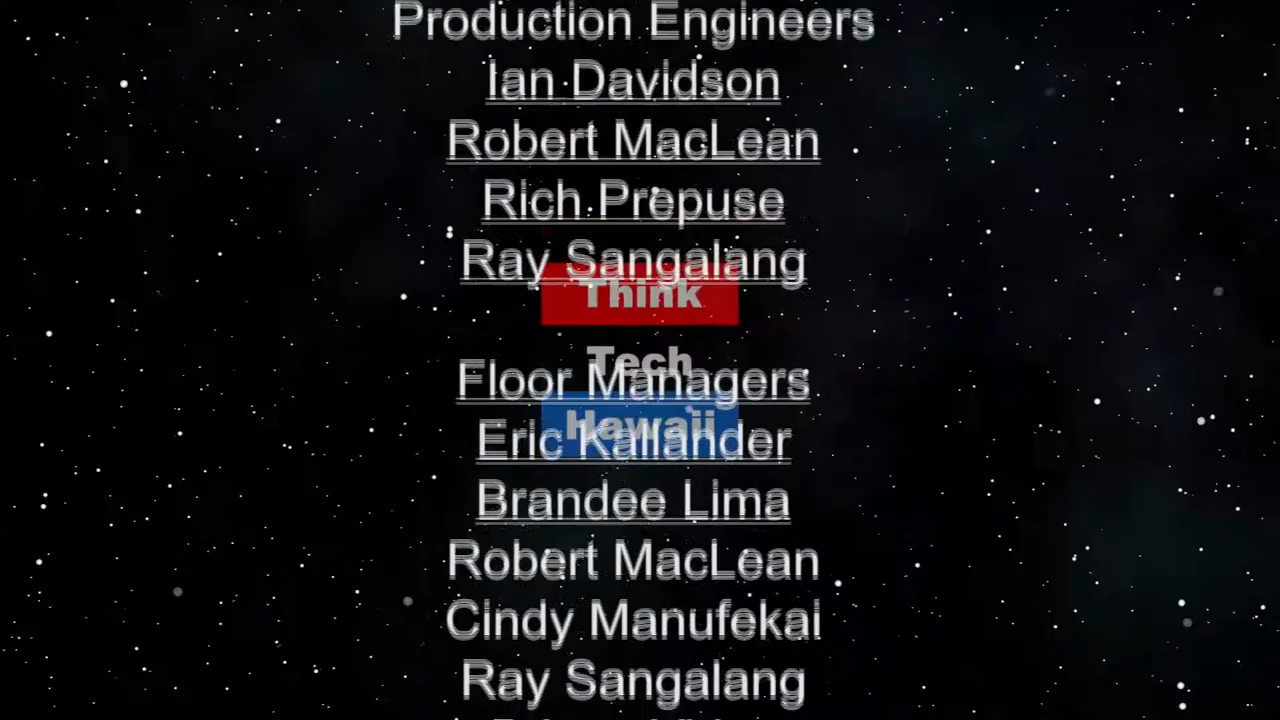 Production Engineers
Ian Davidson
Robert MacLean
Rich Prepuse
Ray Sangalang
Think
Tech
Floor Managers
Hawaii
Eric Kallander
Brandee Lima
Robert MacLean
Cindy Manufekai
Ray Sangalang